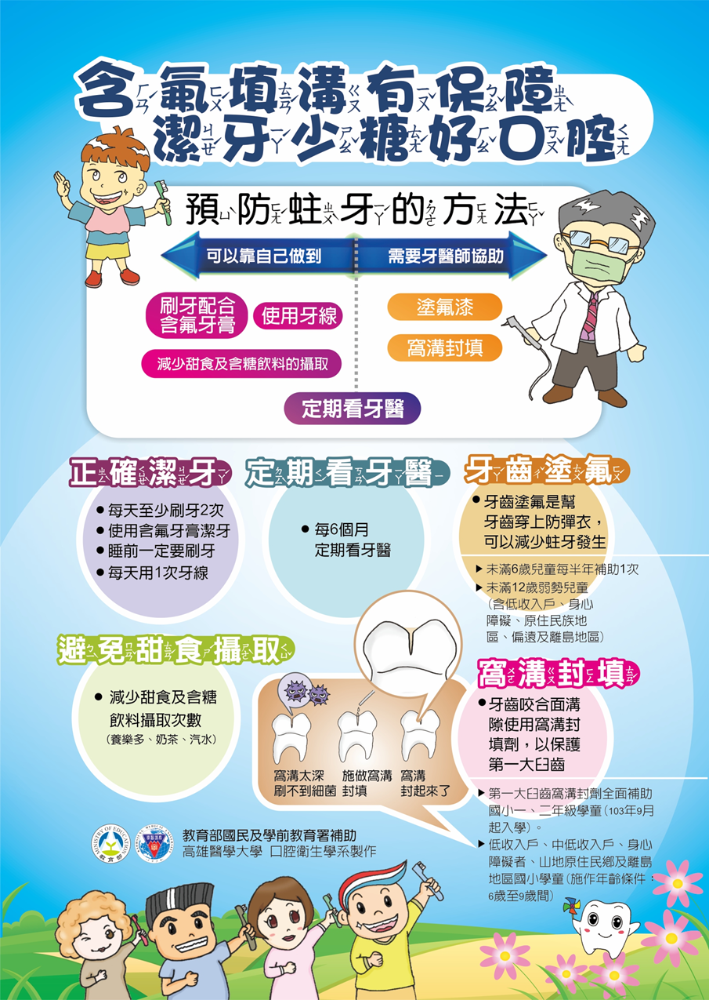 含氟填溝有保障
潔牙少糖好口腔
預防蛀牙的方法
可以靠自己做到
需要牙醫師協助
刷牙配合
含氟牙膏
使用牙線
減少甜食及含糖飲料的攝取
塗氟漆
窩溝封填
定期看牙醫
正確潔牙
●每天至少刷牙2次
●使用含氟牙膏潔牙
●睡前一定要刷牙
●每天用1次牙線
定期看牙醫
●每6個月
定期看牙醫
牙齒塗氟
●牙齒塗氟是幫
牙齒穿上防彈衣，
可以減少蛀牙發生
▶未滿6歲兒童每半年補助1次
▶未滿12歲弱勢兒童
（含低收入戶、身心
障礙、原住民族地
區、偏遠及離島地區）
避免甜食攝取
●減少甜食及含糖
飲料攝取次數
（養樂多、奶茶、汽水）
窩溝太深
刷不到細菌
施做窩溝
封填
窩溝
封起來了
窩溝封填
●牙齒咬合面溝
隙使用窩溝封
填劑，以保護
第一大臼齒
▶第一大臼齒窩溝封劑全面補助
國小一、二年級學童（103年9月
起入學）。
▶低收入戶、中低收入戶、身心
障礙者、山地原住民鄉及離島
地區國小學童（施作年齡條件：
6歲至9歲間）
MINISTRY OF EDUCATION
教育部
教育部國民及學前教育署補助
高雄醫學大學 口腔衛生學系製作